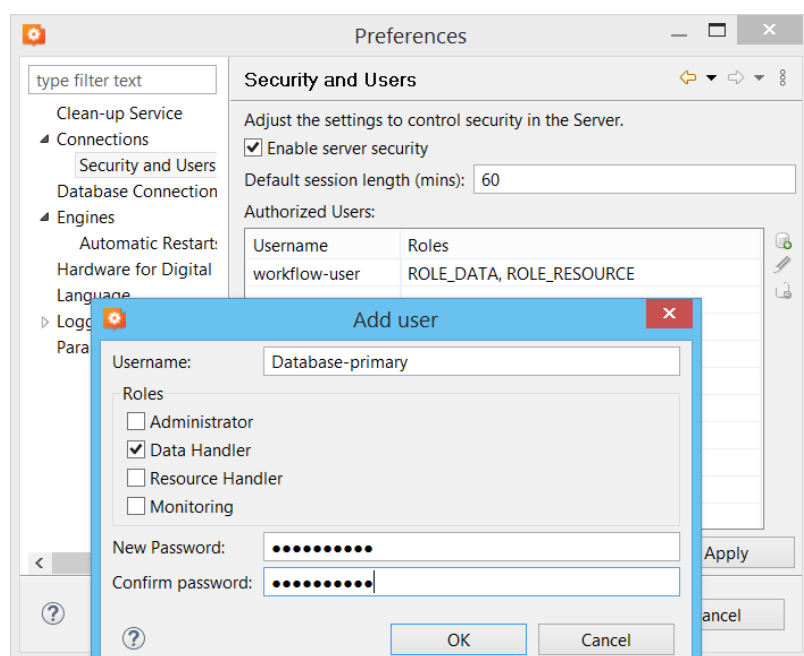 Preferences
type filter text
Security and Users
Clean-up Service
Connections
Security and Users
Database Connection
Engines
Automatic Restart
Hardware for Digital
Language
Adjust the settings to control security in the Server.
Enable server security
Default session length (mins): 60
Authorized Users:
Username Roles
workflow-user ROLE_DATA, ROLE_RESOURCE
Add user
Username: Database-primary
Roles
Administrator
Data Handler
Resource Handler
Monitoring
New Password: ●●●●●●●●●●
Confirm password: ●●●●●●●●●●
OK Cancel
Apply